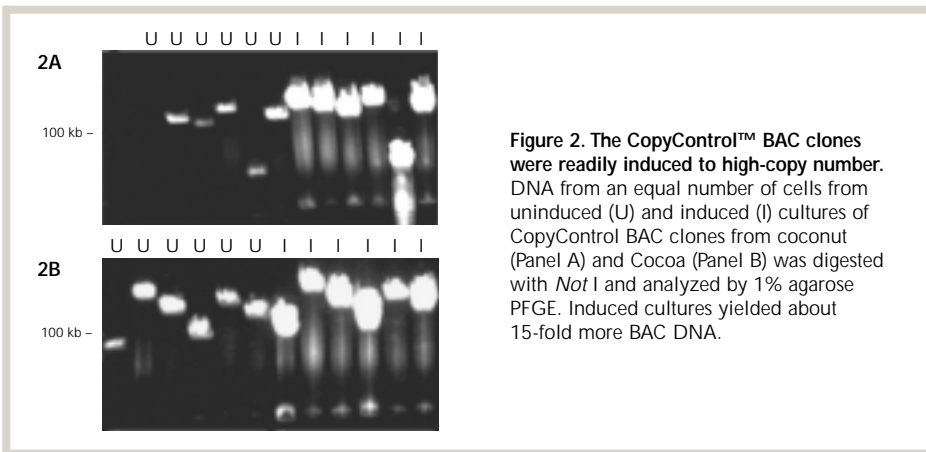 U U U U U U I I I I I I
2A
100 kb –
U U U U U U I I I I I I
2B
100 kb –
Figure 2. The CopyControl™ BAC clones
were readily induced to high-copy number.
DNA from an equal number of cells from
uninduced (U) and induced (I) cultures of
CopyControl BAC clones from coconut
(Panel A) and Cocoa (Panel B) was digested
with Not I and analyzed by 1% agarose
PFGE. Induced cultures yielded about
15-fold more BAC DNA.